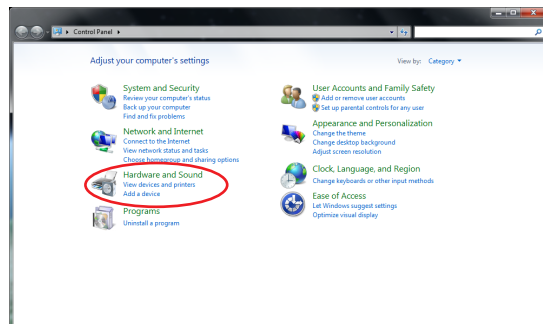 Control Panel
Adjust your computer's settings
View by: Category
System and Security
Review your computer's status
Back up your computer
Find and fix problems
Network and Internet
Connect to the Internet
View network status and tasks
Choose homegroup and sharing options
Hardware and Sound
View devices and printers
Add a device
Programs
Uninstall a program
User Accounts and Family Safety
Add or remove user accounts
Set up parental controls for any user
Appearance and Personalization
Change the theme
Change desktop background
Adjust screen resolution
Clock, Language, and Region
Change keyboards or other input methods
Ease of Access
Let Windows suggest settings
Optimize visual display